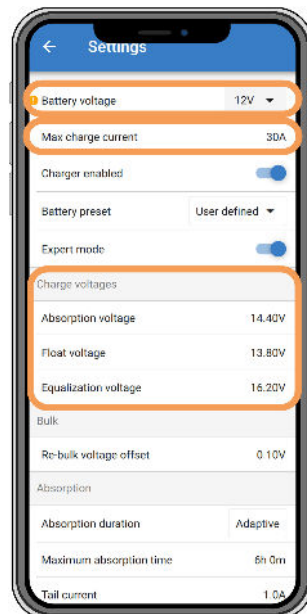 Settings
Battery voltage 12V
Max charge current 30A
Charger enabled
Battery preset User defined
Expert mode
Charge voltages
Absorption voltage 14.40V
Float voltage 13.80V
Equalization voltage 16.20V
Bulk
Re-bulk voltage offset 0.10V
Absorption
Absorption duration Adaptive
Maximum absorption time 6h 0m
Tail current 1.0A